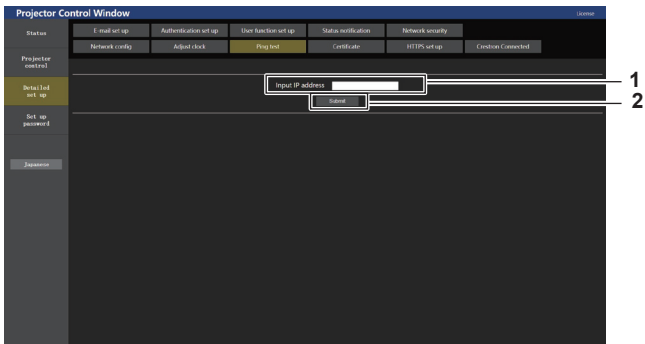 Projector Control Window
License
Status
E-mail set up
Authentication set up
User function set up
Status notification
Network security
Network config
Adjust clock
Ping test
Certificate
HTTPS set up
Crestron Connected
Projector
control
Detailed
set up
Set up
password
Japanese
Input IP address
Submit
1
2